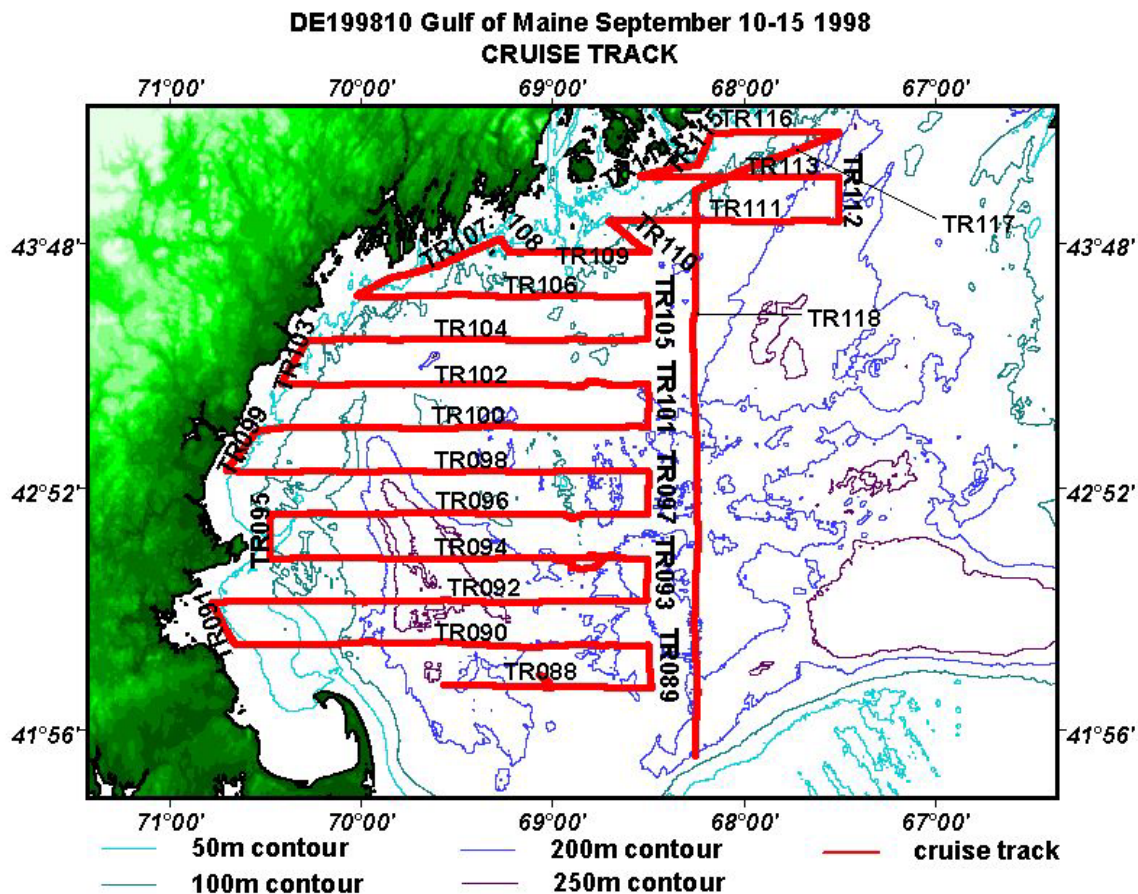 DE199810 Gulf of Maine September 10-15 1998
CRUISE TRACK
71°00' 70°00' 69°00' 68°00' 67°00'
TR116
TR113
TR112
TR111
TR117
43°48' 43°48'
TR107
108
TR110
TR109
TR106
TR105
TR118
TR104
TR103
TR102
TR101
TR100
TR099
TR098
TR097
42°52' 42°52'
TR096
TR095
TR094
TR093
TR092
TR091
TR090
TR089
TR088
41°56' 41°56'
71°00' 70°00' 69°00' 68°00' 67°00'
50m contour 200m contour cruise track
100m contour 250m contour